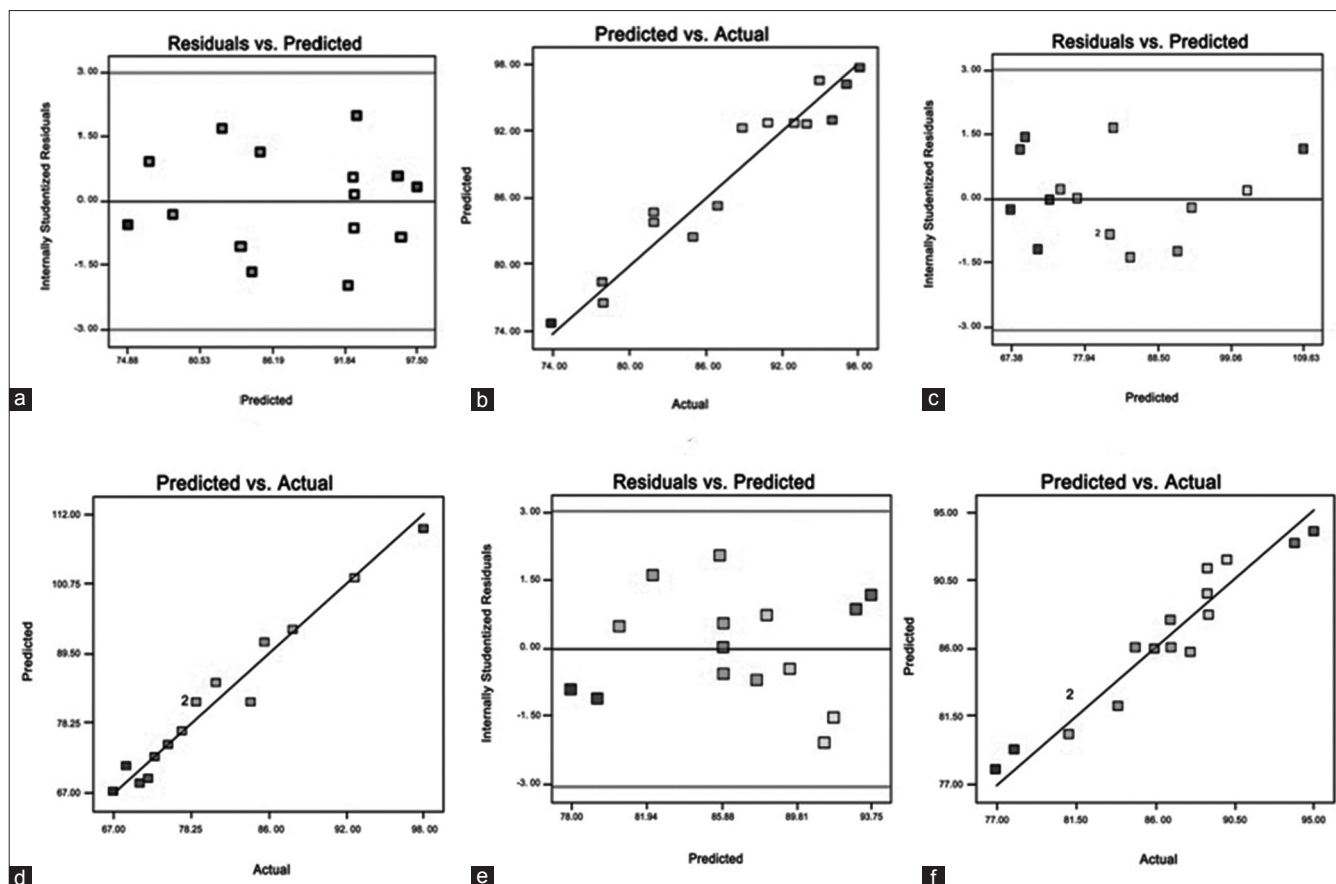 Residuals vs. Predicted
Internally Studentized Residuals
3.00
1.50
0.00
-1.50
-3.00
74.88 80.53 86.19 91.84 97.50
Predicted
a
Predicted vs. Actual
Predicted
98.00
92.00
86.00
80.00
74.00
74.00 80.00 86.00 92.00 98.00
Actual
b
Residuals vs. Predicted
Internally Studentized Residuals
3.00
1.50
0.00
-1.50
-3.00
2
67.38 77.94 88.50 99.06 109.63
Predicted
c
Predicted vs. Actual
Predicted
112.00
100.75
89.50
78.25
67.00
2
67.00 78.25 86.00 92.00 98.00
Actual
d
Residuals vs. Predicted
Internally Studentized Residuals
3.00
1.50
0.00
-1.50
-3.00
78.00 81.94 85.88 89.81 93.75
Predicted
e
Predicted vs. Actual
Predicted
95.00
90.50
86.00
81.50
77.00
2
77.00 81.50 86.00 90.50 95.00
Actual
f